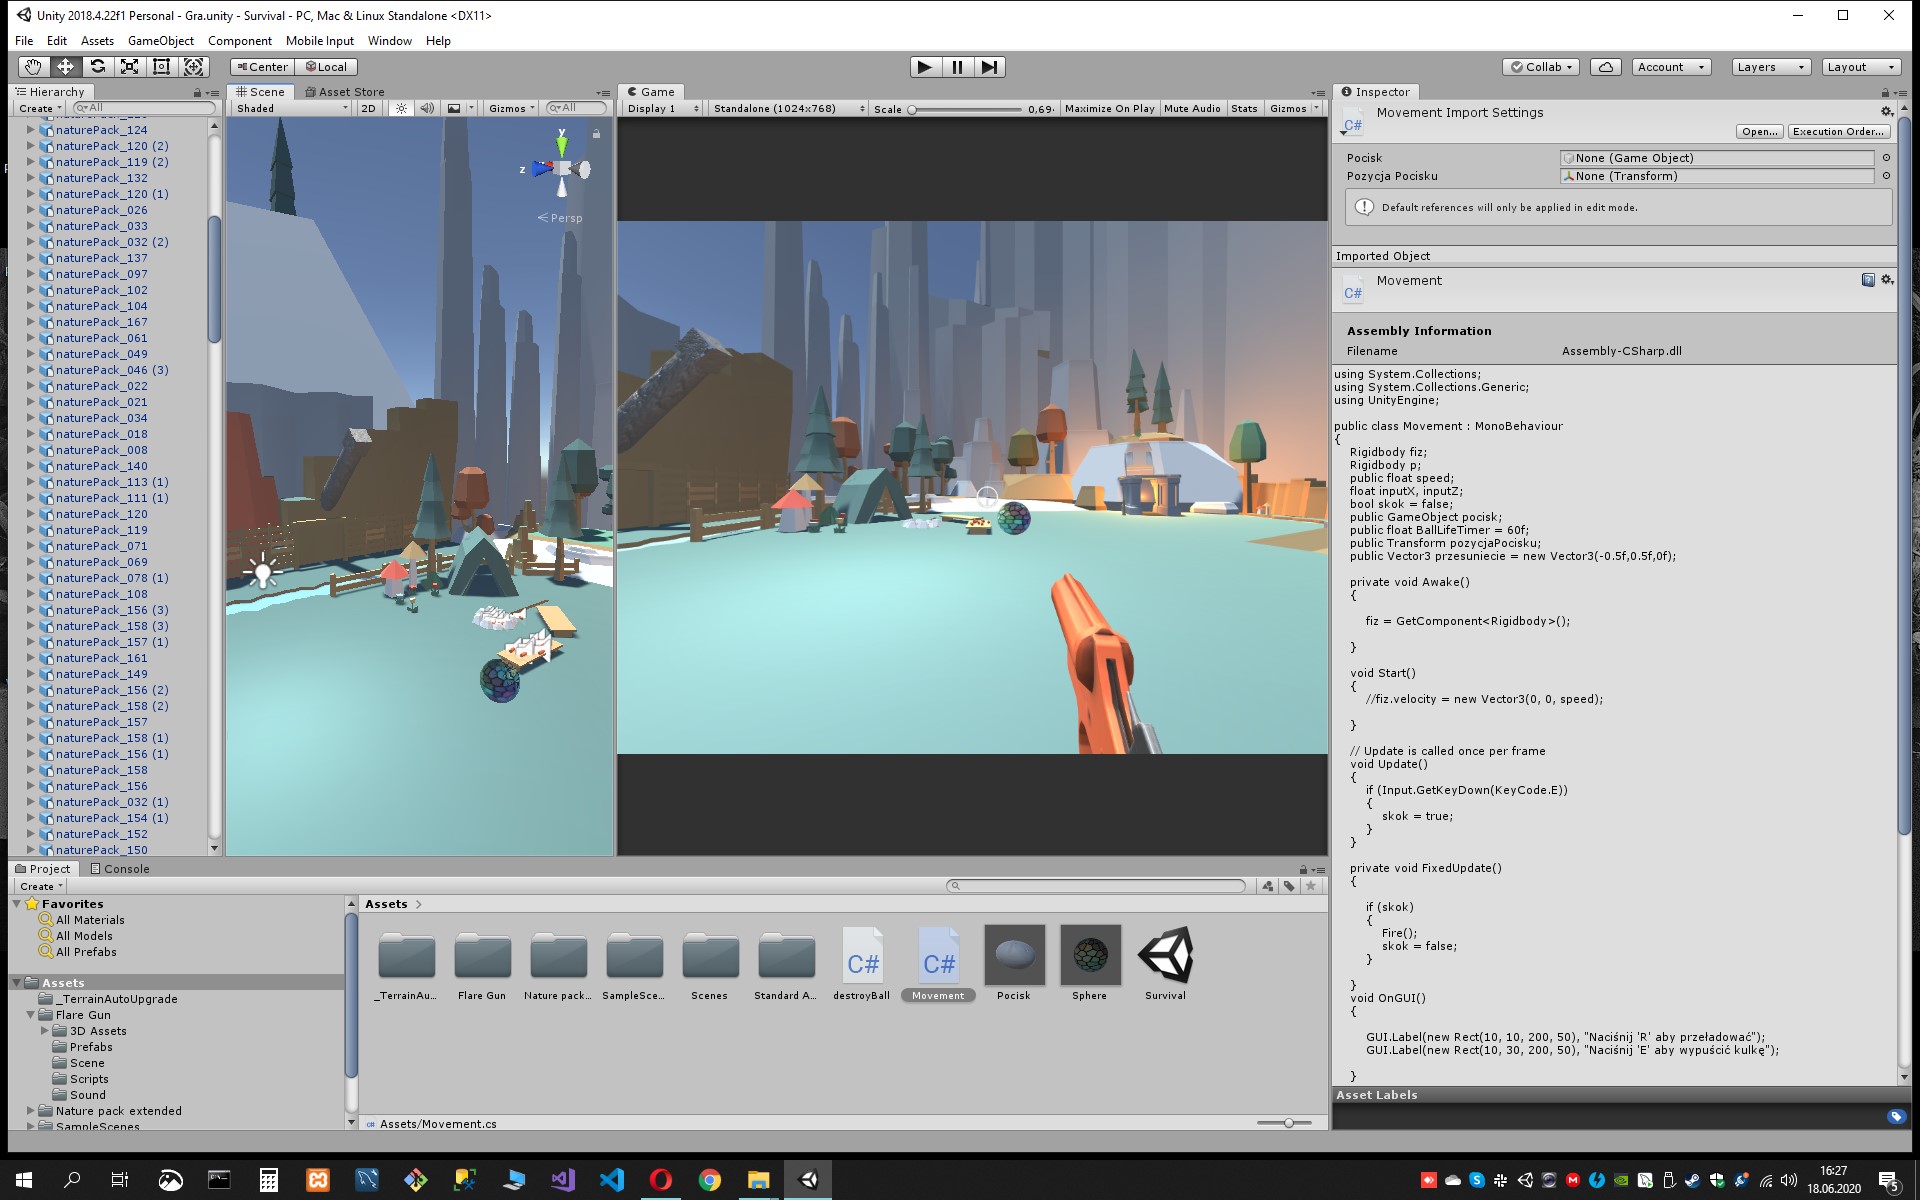 Unity 2018.4.22f1 Personal - Gra.unity - Survival - PC, Mac & Linux Standalone <DX11>
File Edit Assets GameObject Component Mobile Input Window Help
Center Local Collab Account Layers Layout
Hierarchy
Create All
naturePack_124
naturePack_120 (2)
naturePack_119 (2)
naturePack_132
naturePack_120 (1)
naturePack_026
naturePack_033
naturePack_032 (2)
naturePack_137
naturePack_097
naturePack_102
naturePack_104
naturePack_167
naturePack_061
naturePack_049
naturePack_046 (3)
naturePack_022
naturePack_021
naturePack_034
naturePack_018
naturePack_008
naturePack_140
naturePack_113 (1)
naturePack_111 (1)
naturePack_120
naturePack_119
naturePack_071
naturePack_069
naturePack_078 (1)
naturePack_108
naturePack_156 (3)
naturePack_158 (3)
naturePack_157 (1)
naturePack_161
naturePack_149
naturePack_156 (2)
naturePack_158 (2)
naturePack_157
naturePack_158 (1)
naturePack_156 (1)
naturePack_158
naturePack_156
naturePack_032 (1)
naturePack_154 (1)
naturePack_152
naturePack_150
Scene Asset Store
Shaded 2D Gizmos All
y
z
Persp
Game
Display 1 Standalone (1024x768) Scale 0,69 Maximize On Play Mute Audio Stats Gizmos
Inspector
C# Movement Import Settings
Open... Execution Order...
Pocisk None (Game Object)
Pozycja Pocisku None (Transform)
Default references will only be applied in edit mode.
Imported Object
C# Movement
Assembly Information
Filename Assembly-CSharp.dll
using System.Collections;
using System.Collections.Generic;
using UnityEngine;
public class Movement : MonoBehaviour
{
Rigidbody fiz;
Rigidbody p;
public float speed;
float inputX, inputZ;
bool skok = false;
public GameObject pocisk;
public float BallLifeTimer = 60f;
public Transform pozycjaPocisku;
public Vector3 przesuniecie = new Vector3(-0.5f,0.5f,0f);
private void Awake()
{
fiz = GetComponent<Rigidbody>();
}
void Start()
{
//fiz.velocity = new Vector3(0, 0, speed);
}
// Update is called once per frame
void Update()
{
if (Input.GetKeyDown(KeyCode.E))
{
skok = true;
}
}
private void FixedUpdate()
{
if (skok)
{
Fire();
skok = false;
}
}
void OnGUI()
{
GUI.Label(new Rect(10, 10, 200, 50), "Naciśnij 'R' aby przeładować");
GUI.Label(new Rect(10, 30, 200, 50), "Naciśnij 'E' aby wypuścić kulkę");
}
Asset Labels
Project Console
Create
Favorites
All Materials
All Models
All Prefabs
Assets
_TerrainAutoUpgrade
Flare Gun
3D Assets
Prefabs
Scene
Scripts
Sound
Nature pack extended
SampleScenes
Assets
C# C#
_TerrainAu... Flare Gun Nature pack... SampleSce... Scenes Standard A... destroyBall Movement Pocisk Sphere Survival
Assets/Movement.cs
16:27
18.06.2020
5